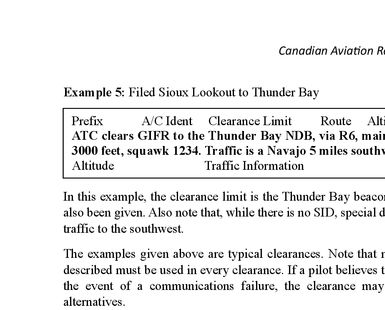 Canadian Aviation
Example 5: Filed Sioux Lookout to Thunder Bay
Prefix A/C Ident Clearance Limit Route
ATC clears GIFR to the Thunder Bay NDB, via R6,
3000 feet, squawk 1234. Traffic is a Navajo 5 miles
Altitude Traffic Information
In this example, the clearance limit is the Thunder Bay
also been given. Also note that, while there is no SID, special
traffic to the southwest.
The examples given above are typical clearances. Note that
described must be used in every clearance. If a pilot believes
the event of a communications failure, the clearance may
alternatives.